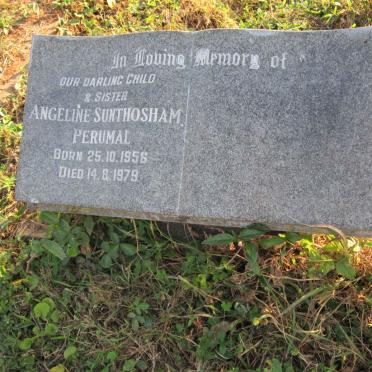 In Loving Memory of
OUR DARLING CHILD
& SISTER
ANGELINE SUNTHOSHAM
PERUMAL
BORN 25.10.1956
DIED 14.8.1979